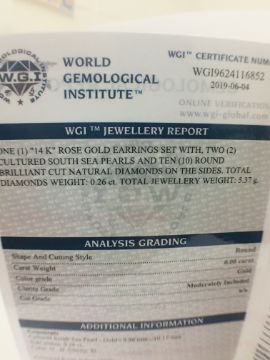 WORLD
GEMOLOGICAL
INSTITUTE™
W.G.I
WGI™ CERTIFICATE NUM
WGI9624116852
2019-06-04
ONLINE VERIFICATION
www.wgi-global.com
WGI™ JEWELLERY REPORT
ONE (1) "14 K" ROSE GOLD EARRINGS SET WITH, TWO (2)
CULTURED SOUTH SEA PEARLS AND TEN (10) ROUND
BRILLIANT CUT NATURAL DIAMONDS ON THE SIDES. TOTAL
DIAMONDS WEIGHT: 0.26 ct. TOTAL JEWELLERY WEIGHT: 5.37 g.
ANALYSIS GRADING
Shape And Cutting Style Round
Carat Weight
Color grade Gold
Clarity Grade Moderately Included
Cut Grade
ADDITIONAL INFORMATION